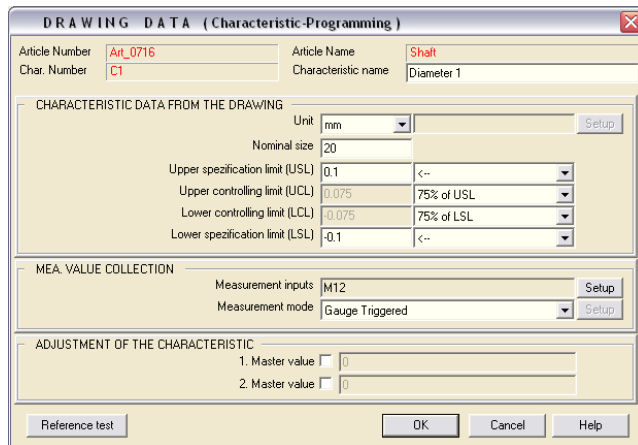 DRAWING DATA (Characteristic-Programming)
Article Number Art_0716 Article Name Shaft
Char. Number C1 Characteristic name Diameter 1
CHARACTERISTIC DATA FROM THE DRAWING
Unit mm Setup
Nominal size 20
Upper spezification limit (USL) 0.1 <--
Upper controlling limit (UCL) 0.075 75% of USL
Lower controlling limit (LCL) -0.075 75% of LSL
Lower spezification limit (LSL) -0.1 <--
MEA. VALUE COLLECTION
Measurement inputs M12 Setup
Measurement mode Gauge Triggered Setup
ADJUSTMENT OF THE CHARACTERISTIC
1. Master value 0
2. Master value 0
Reference test OK Cancel Help